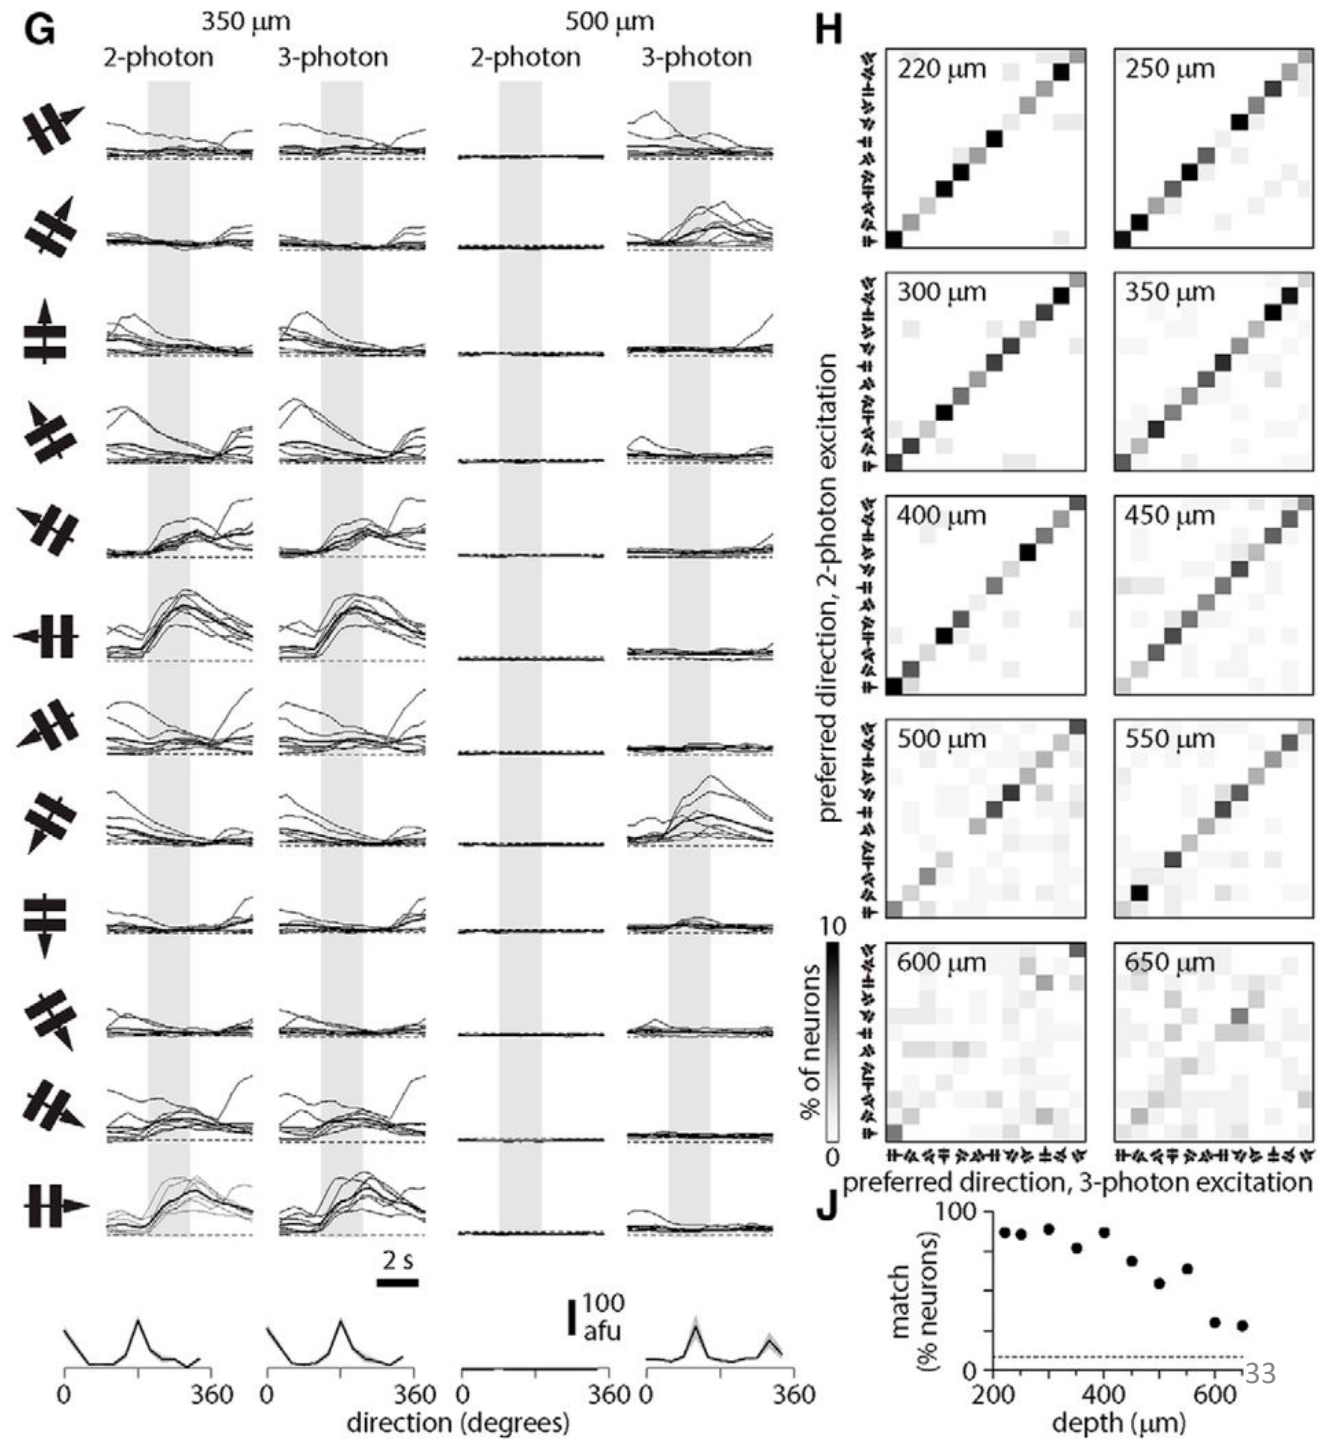 G
350 μm
500 μm
2-photon
3-photon
2-photon
3-photon
2 s
100
afu
0
360
0
360
0
360
0
360
direction (degrees)
H
220 μm
250 μm
300 μm
350 μm
400 μm
450 μm
500 μm
550 μm
600 μm
650 μm
preferred direction, 2-photon excitation
10
% of neurons
0
preferred direction, 3-photon excitation
J
100
match
(% neurons)
0
200
400
600
depth (μm)
33